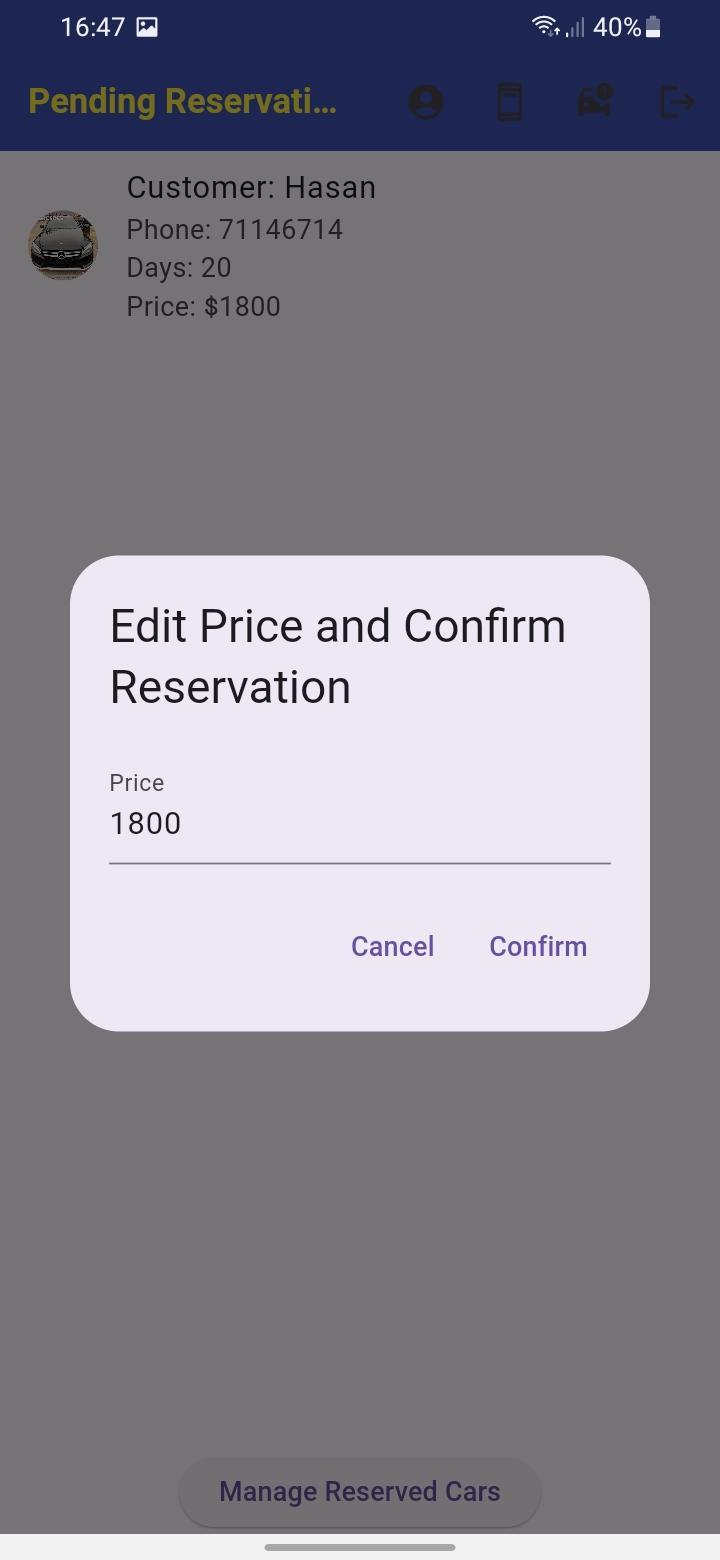 16:47
40%
Pending Reservati...
Customer: Hasan
Phone: 71146714
Days: 20
Price: $1800
Edit Price and Confirm
Reservation
Price
1800
Cancel
Confirm
Manage Reserved Cars